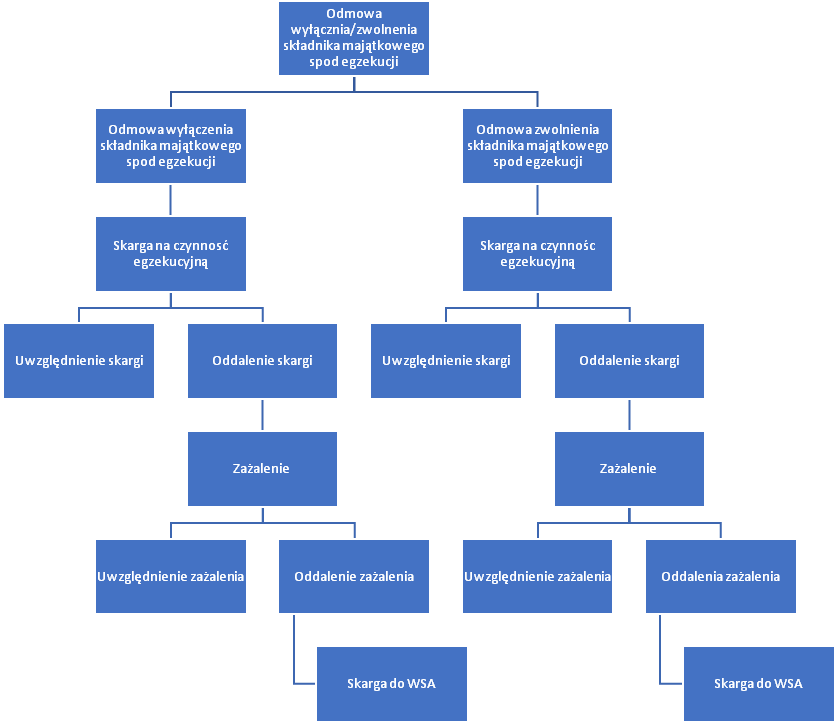 Odmowa
wyłącznia/zwolnenia
składnika majątkowego
spod egzekucji
Odmowa wyłączenia
składnika majątkowego
spod egzekucji
Odmowa zwolnienia
składnika majątkowego
spod egzekucji
Skarga na czynnosć
egzekucyjną
Skarga na czynnośc
egzekucyjną
Uwzględnienie skargi
Oddalenie skargi
Uwzględnienie skargi
Oddalenie skargi
Zażalenie
Zażalenie
Uwzględnienie zażalenia
Oddalenie zażalenia
Uwzględnienie zażalenia
Oddalenia zażalenia
Skarga do WSA
Skarga do WSA